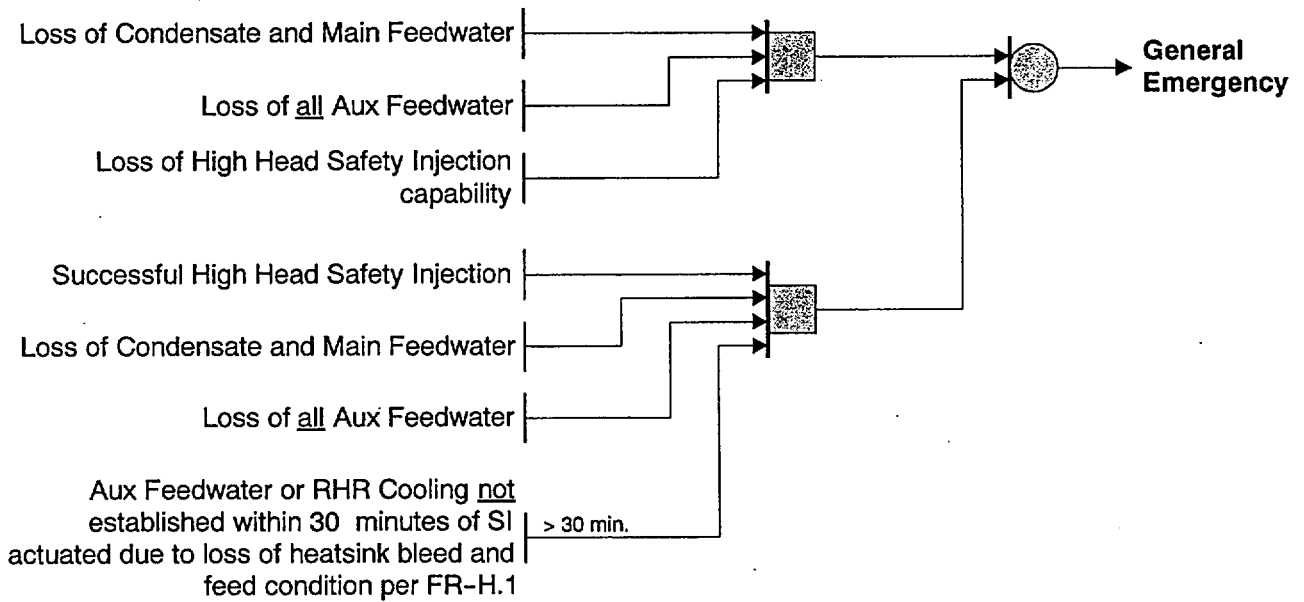 Loss of Condensate and Main Feedwater
Loss of all Aux Feedwater
Loss of High Head Safety Injection
capability
General
Emergency
Successful High Head Safety Injection
Loss of Condensate and Main Feedwater
Loss of all Aux Feedwater
Aux Feedwater or RHR Cooling not
established within 30 minutes of SI
actuated due to loss of heatsink bleed and
feed condition per FR-H.1
> 30 min.